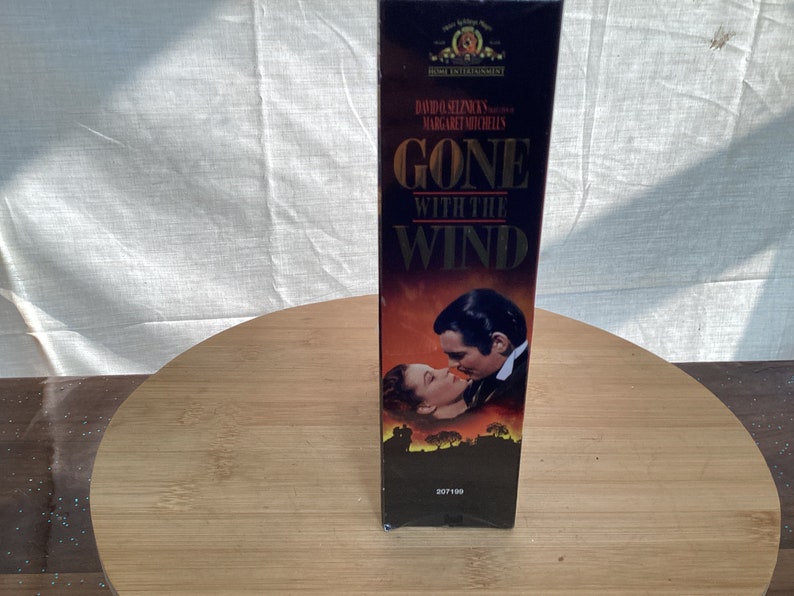 HOME ENTERTAINMENT
DAVID O. SELZNICK'S
MARGARET MITCHELL'S
GONE
WITH THE
WIND
207199